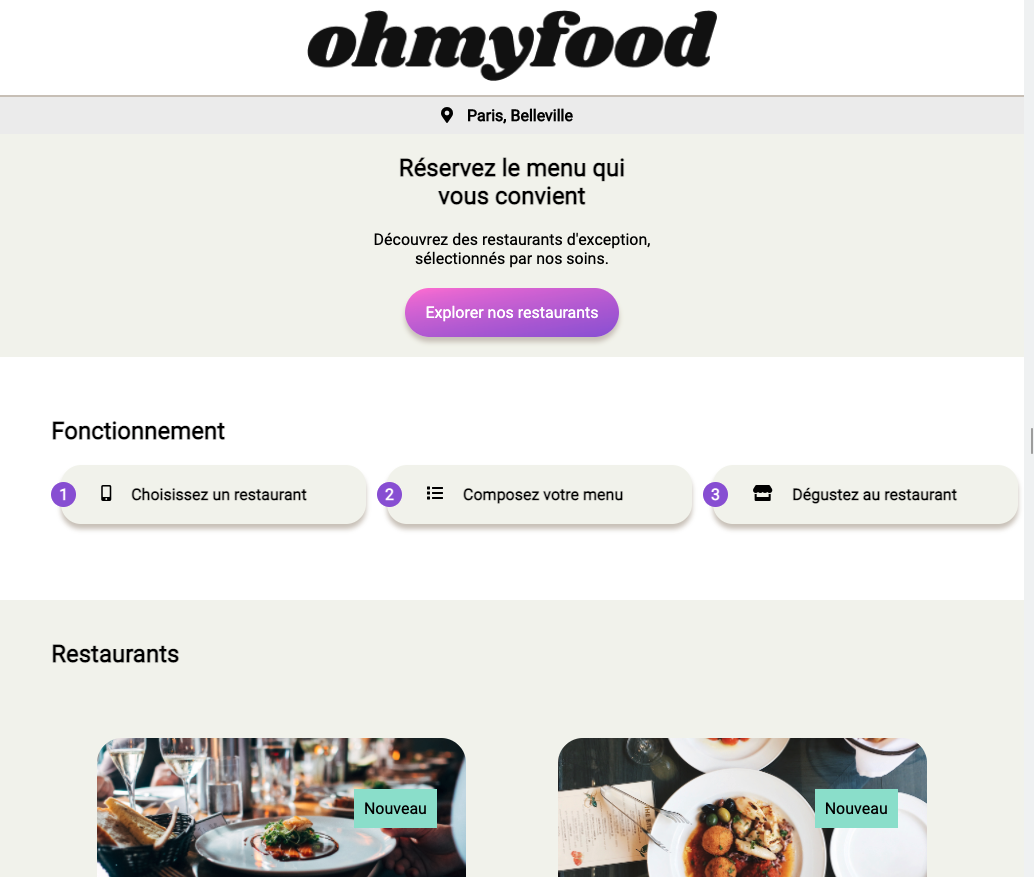 ohmyfood
Paris, Belleville
Réservez le menu qui
vous convient
Découvrez des restaurants d'exception,
sélectionnés par nos soins.
Explorer nos restaurants
Fonctionnement
1 Choisissez un restaurant
2 Composez votre menu
3 Dégustez au restaurant
Restaurants
Nouveau
Nouveau